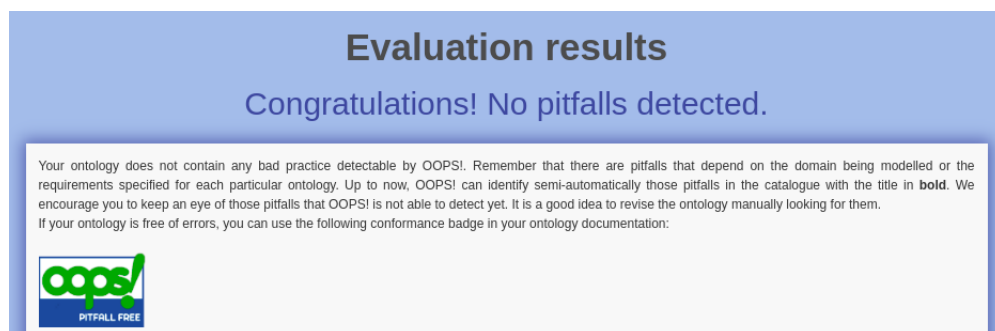 Evaluation results
Congratulations! No pitfalls detected.
Your ontology does not contain any bad practice detectable by OOPS!. Remember that there are pitfalls that depend on the domain being modelled or the
requirements specified for each particular ontology. Up to now, OOPS! can identify semi-automatically those pitfalls in the catalogue with the title in bold. We
encourage you to keep an eye of those pitfalls that OOPS! is not able to detect yet. It is a good idea to revise the ontology manually looking for them.
If your ontology is free of errors, you can use the following conformance badge in your ontology documentation:
oops!
PITFALL FREE